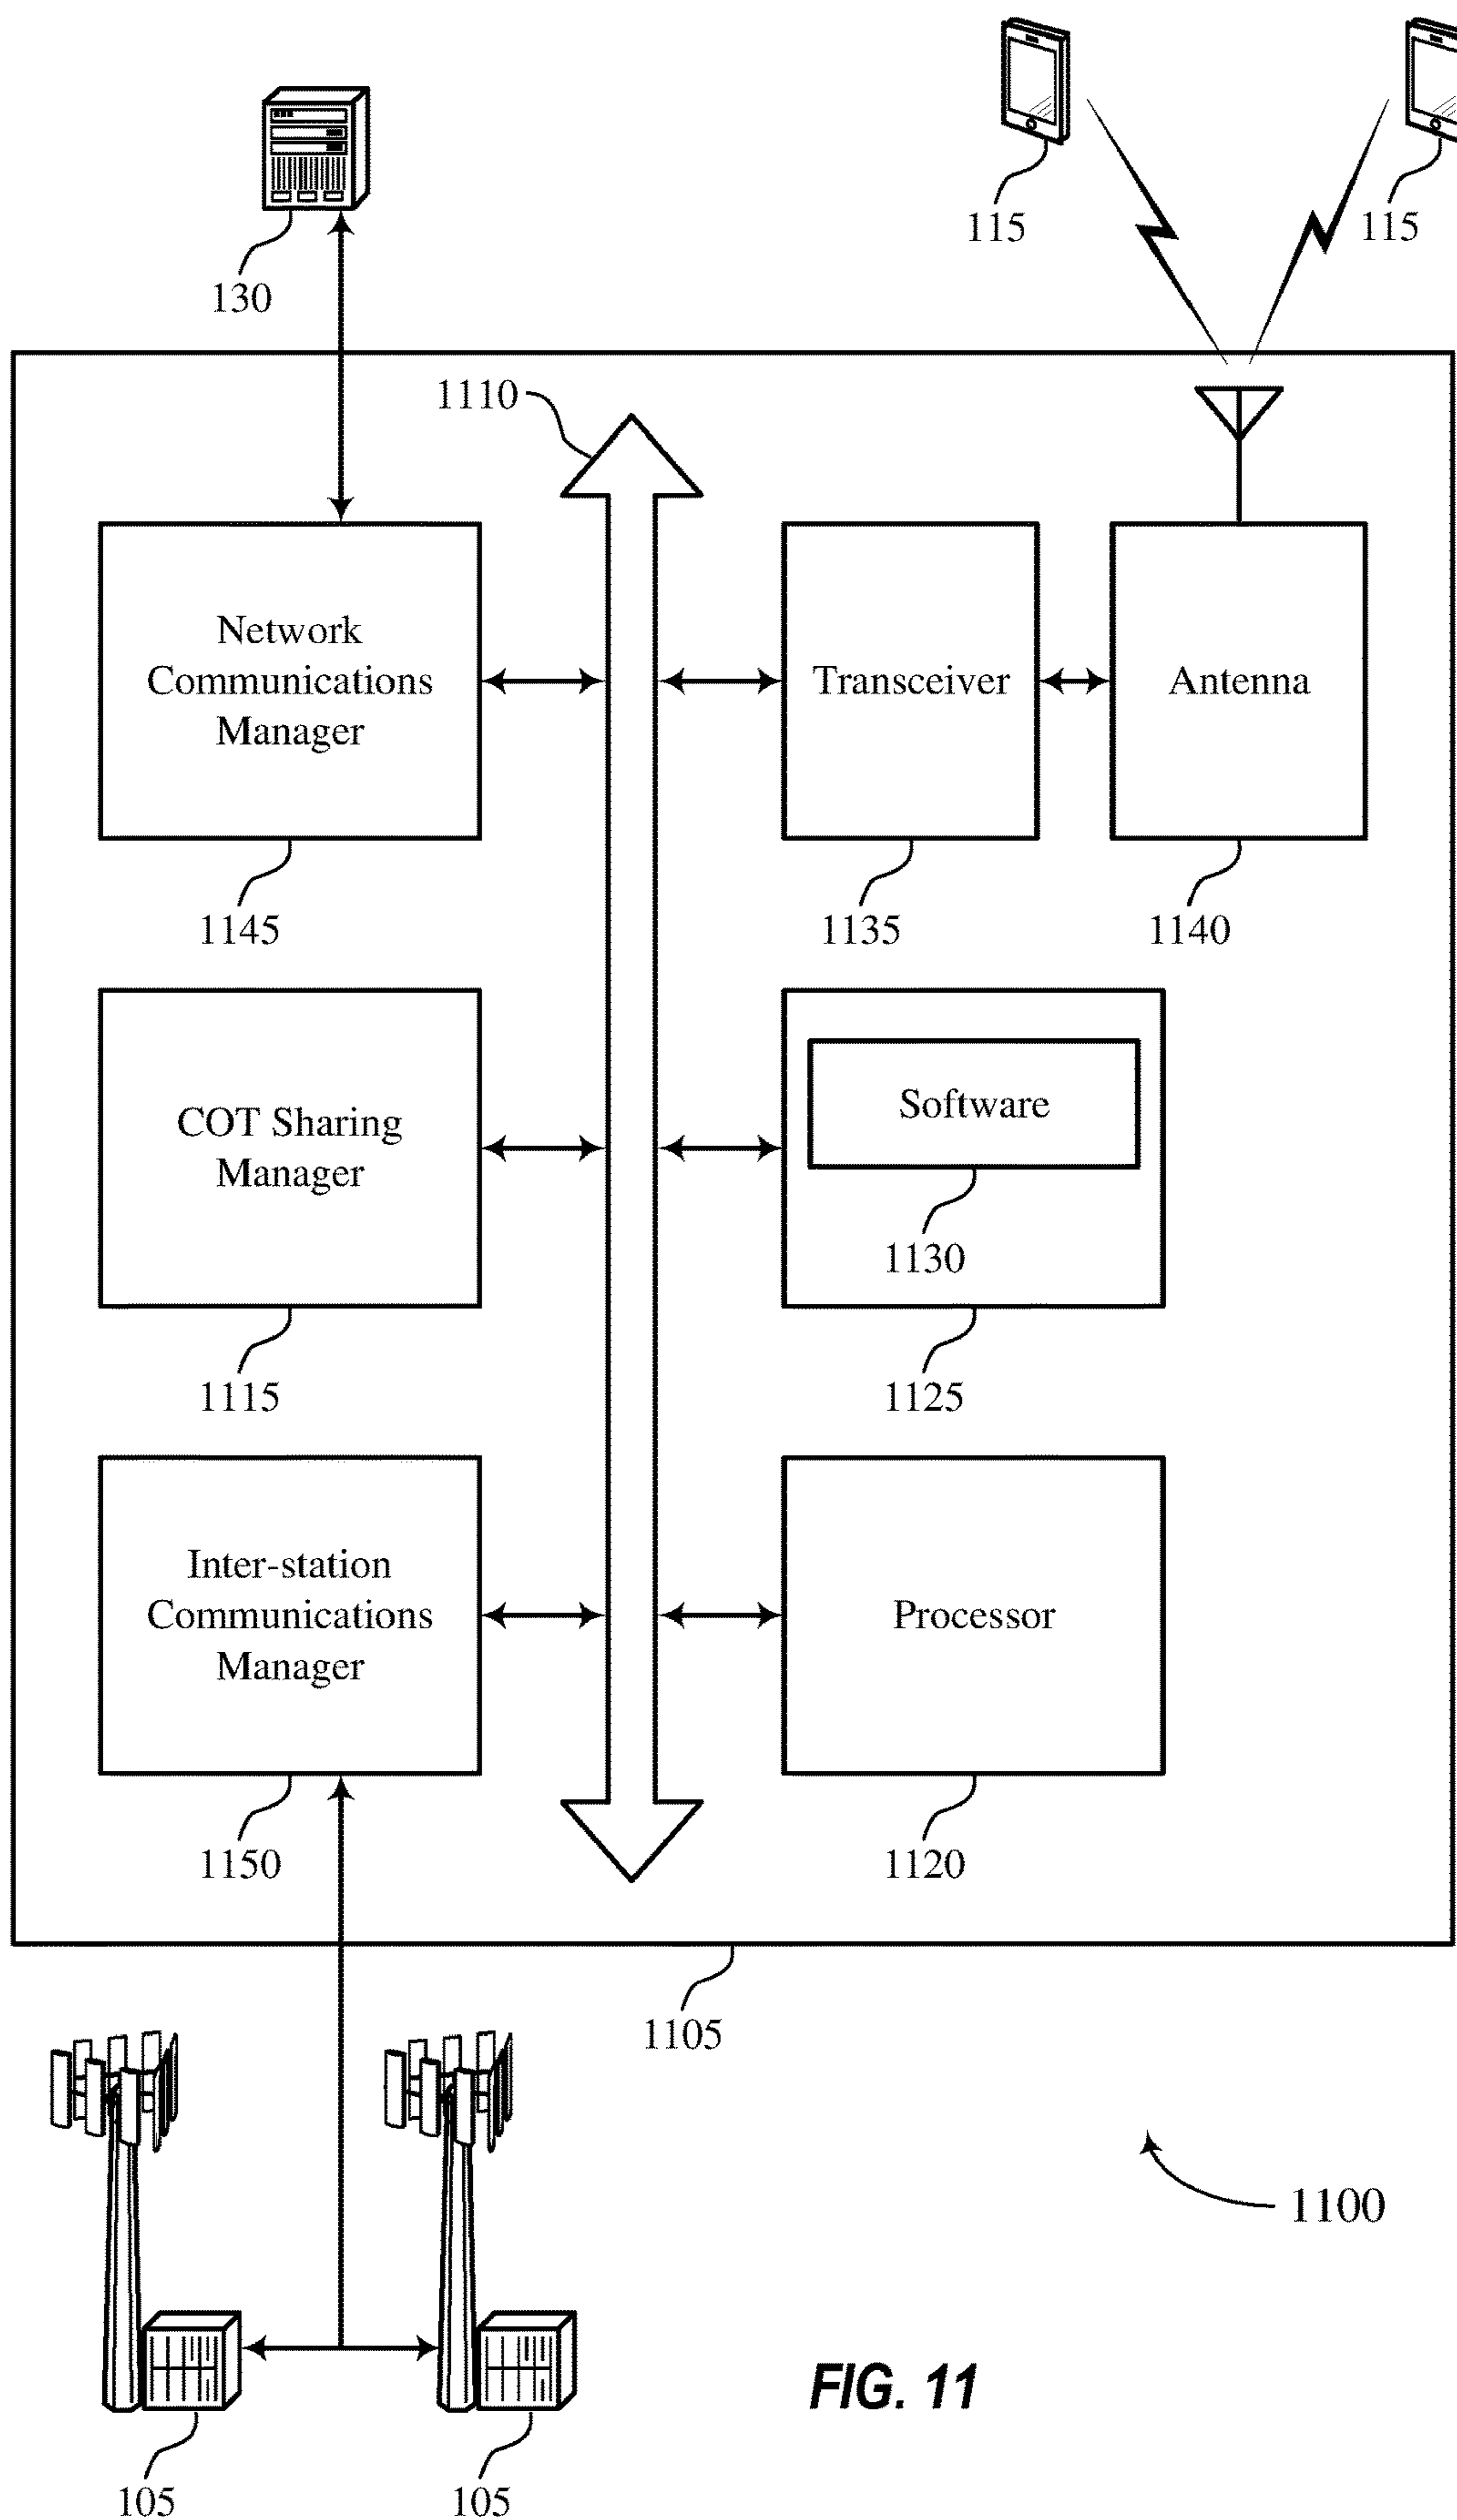 130
115
115
1110
Network
Communications
Manager
Transceiver
Antenna
1145
1135
1140
COT Sharing
Manager
Software
1130
1115
1125
Inter-station
Communications
Manager
Processor
1150
1120
1105
1100
FIG. 11
105
105